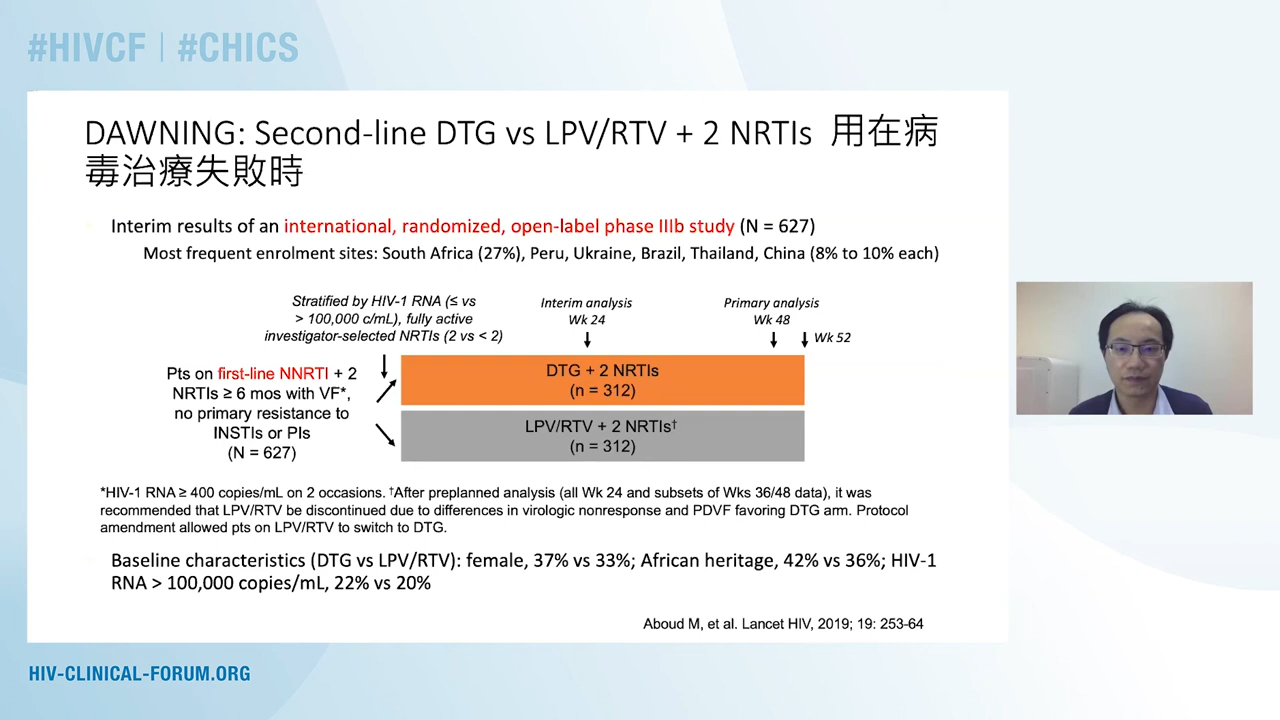 #HIVCF | #CHICS
DAWNING: Second-line DTG vs LPV/RTV + 2 NRTIs 用在病
毒治療失敗時
Interim results of an international, randomized, open-label phase IIIb study (N = 627)
Most frequent enrolment sites: South Africa (27%), Peru, Ukraine, Brazil, Thailand, China (8% to 10% each)
Stratified by HIV-1 RNA (≤ vs
> 100,000 c/mL), fully active
investigator-selected NRTIs (2 vs < 2)
Interim analysis
Wk 24
Primary analysis
Wk 48
Wk 52
Pts on first-line NNRTI + 2
NRTIs ≥ 6 mos with VF*,
no primary resistance to
INSTIs or PIs
(N = 627)
DTG + 2 NRTIs
(n = 312)
LPV/RTV + 2 NRTIs†
(n = 312)
*HIV-1 RNA ≥ 400 copies/mL on 2 occasions. †After preplanned analysis (all Wk 24 and subsets of Wks 36/48 data), it was
recommended that LPV/RTV be discontinued due to differences in virologic nonresponse and PDVF favoring DTG arm. Protocol
amendment allowed pts on LPV/RTV to switch to DTG.
Baseline characteristics (DTG vs LPV/RTV): female, 37% vs 33%; African heritage, 42% vs 36%; HIV-1
RNA > 100,000 copies/mL, 22% vs 20%
Aboud M, et al. Lancet HIV, 2019; 19: 253-64
HIV-CLINICAL-FORUM.ORG